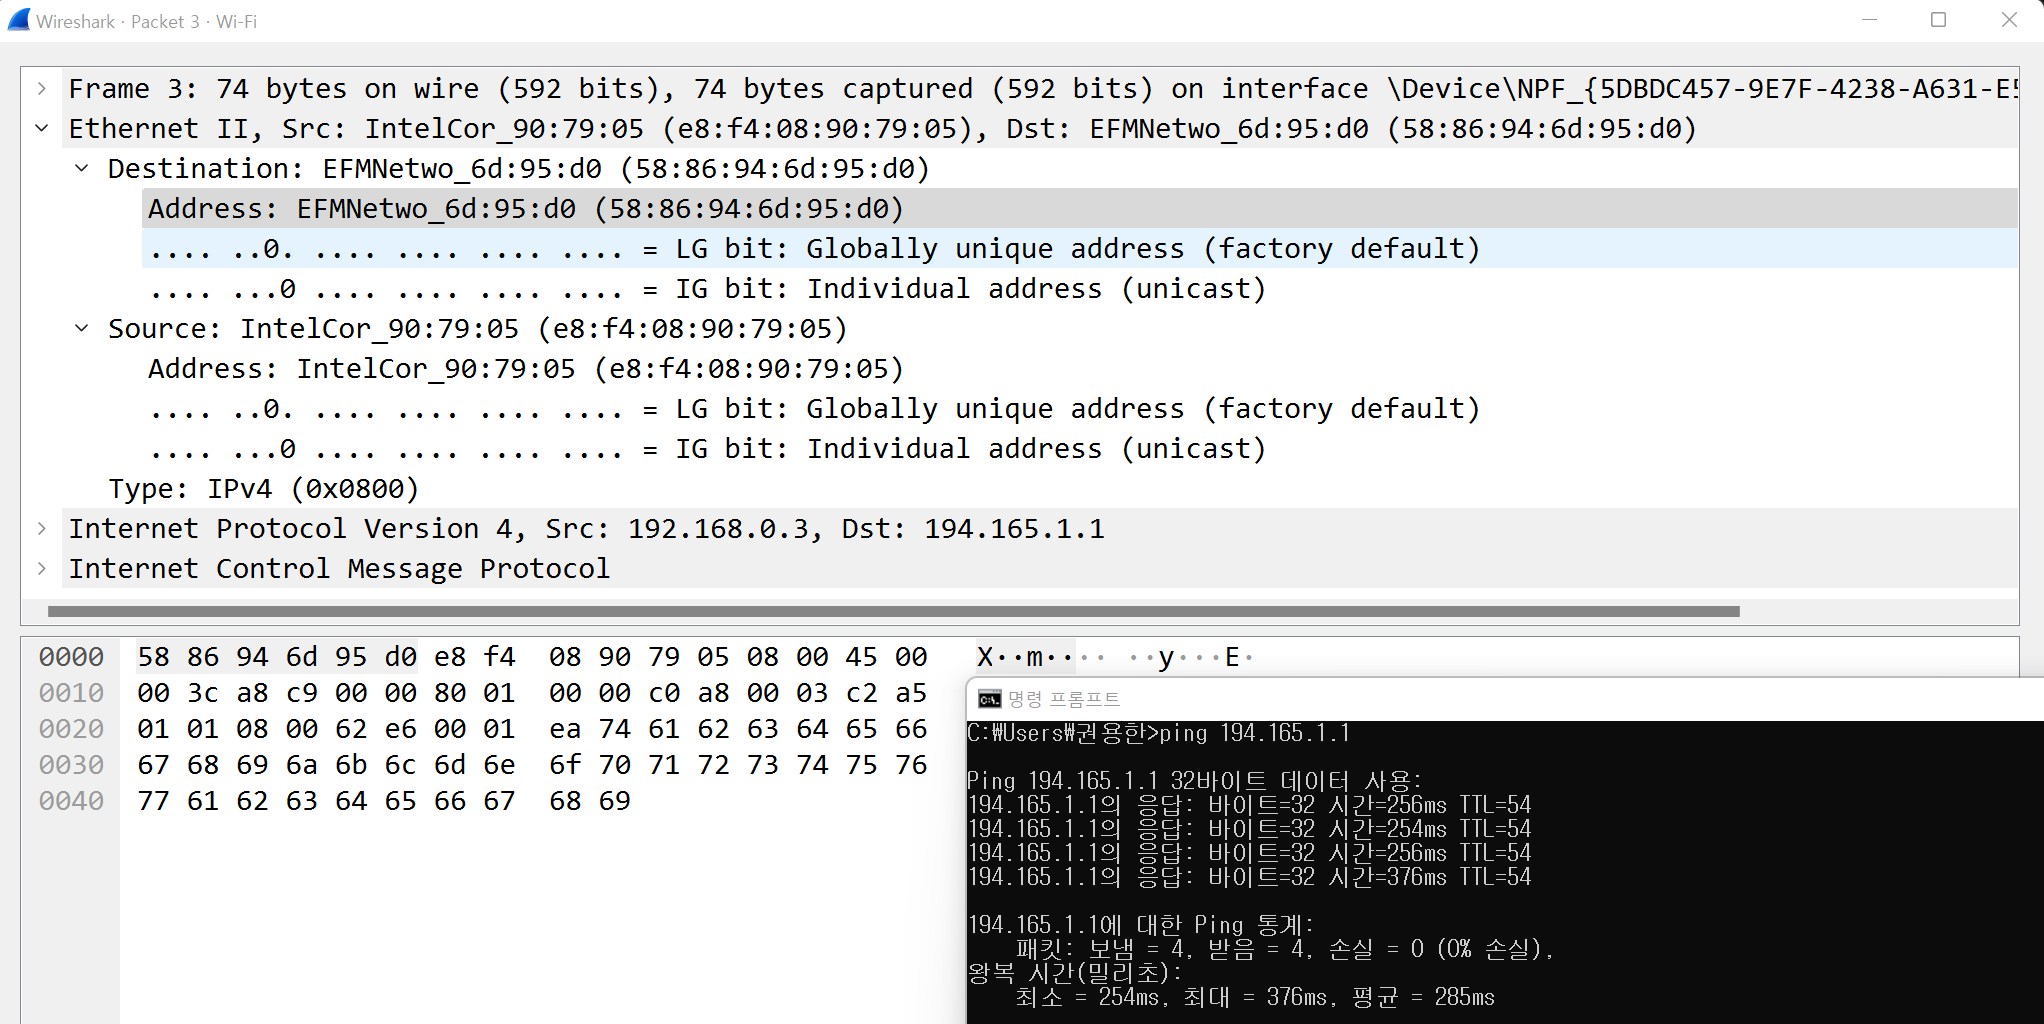 Wireshark · Packet 3 · Wi-Fi
Frame 3: 74 bytes on wire (592 bits), 74 bytes captured (592 bits) on interface \Device\NPF_{5DBDC457-9E7F-4238-A631-E5
Ethernet II, Src: IntelCor_90:79:05 (e8:f4:08:90:79:05), Dst: EFMNetwo_6d:95:d0 (58:86:94:6d:95:d0)
Destination: EFMNetwo_6d:95:d0 (58:86:94:6d:95:d0)
Address: EFMNetwo_6d:95:d0 (58:86:94:6d:95:d0)
.... ..0. .... .... .... .... = LG bit: Globally unique address (factory default)
.... ...0 .... .... .... .... = IG bit: Individual address (unicast)
Source: IntelCor_90:79:05 (e8:f4:08:90:79:05)
Address: IntelCor_90:79:05 (e8:f4:08:90:79:05)
.... ..0. .... .... .... .... = LG bit: Globally unique address (factory default)
.... ...0 .... .... .... .... = IG bit: Individual address (unicast)
Type: IPv4 (0x0800)
Internet Protocol Version 4, Src: 192.168.0.3, Dst: 194.165.1.1
Internet Control Message Protocol
0000 58 86 94 6d 95 d0 e8 f4 08 90 79 05 08 00 45 00 X··m···· ··y···E·
0010 00 3c a8 c9 00 00 80 01 00 00 c0 a8 00 03 c2 a5
0020 01 01 08 00 62 e6 00 01 ea 74 61 62 63 64 65 66
0030 67 68 69 6a 6b 6c 6d 6e 6f 70 71 72 73 74 75 76
0040 77 61 62 63 64 65 66 67 68 69
명령 프롬프트
C:₩Users₩권용한>ping 194.165.1.1
Ping 194.165.1.1 32바이트 데이터 사용:
194.165.1.1의 응답: 바이트=32 시간=256ms TTL=54
194.165.1.1의 응답: 바이트=32 시간=254ms TTL=54
194.165.1.1의 응답: 바이트=32 시간=256ms TTL=54
194.165.1.1의 응답: 바이트=32 시간=376ms TTL=54
194.165.1.1에 대한 Ping 통계:
패킷: 보냄 = 4, 받음 = 4, 손실 = 0 (0% 손실),
왕복 시간(밀리초):
최소 = 254ms, 최대 = 376ms, 평균 = 285ms